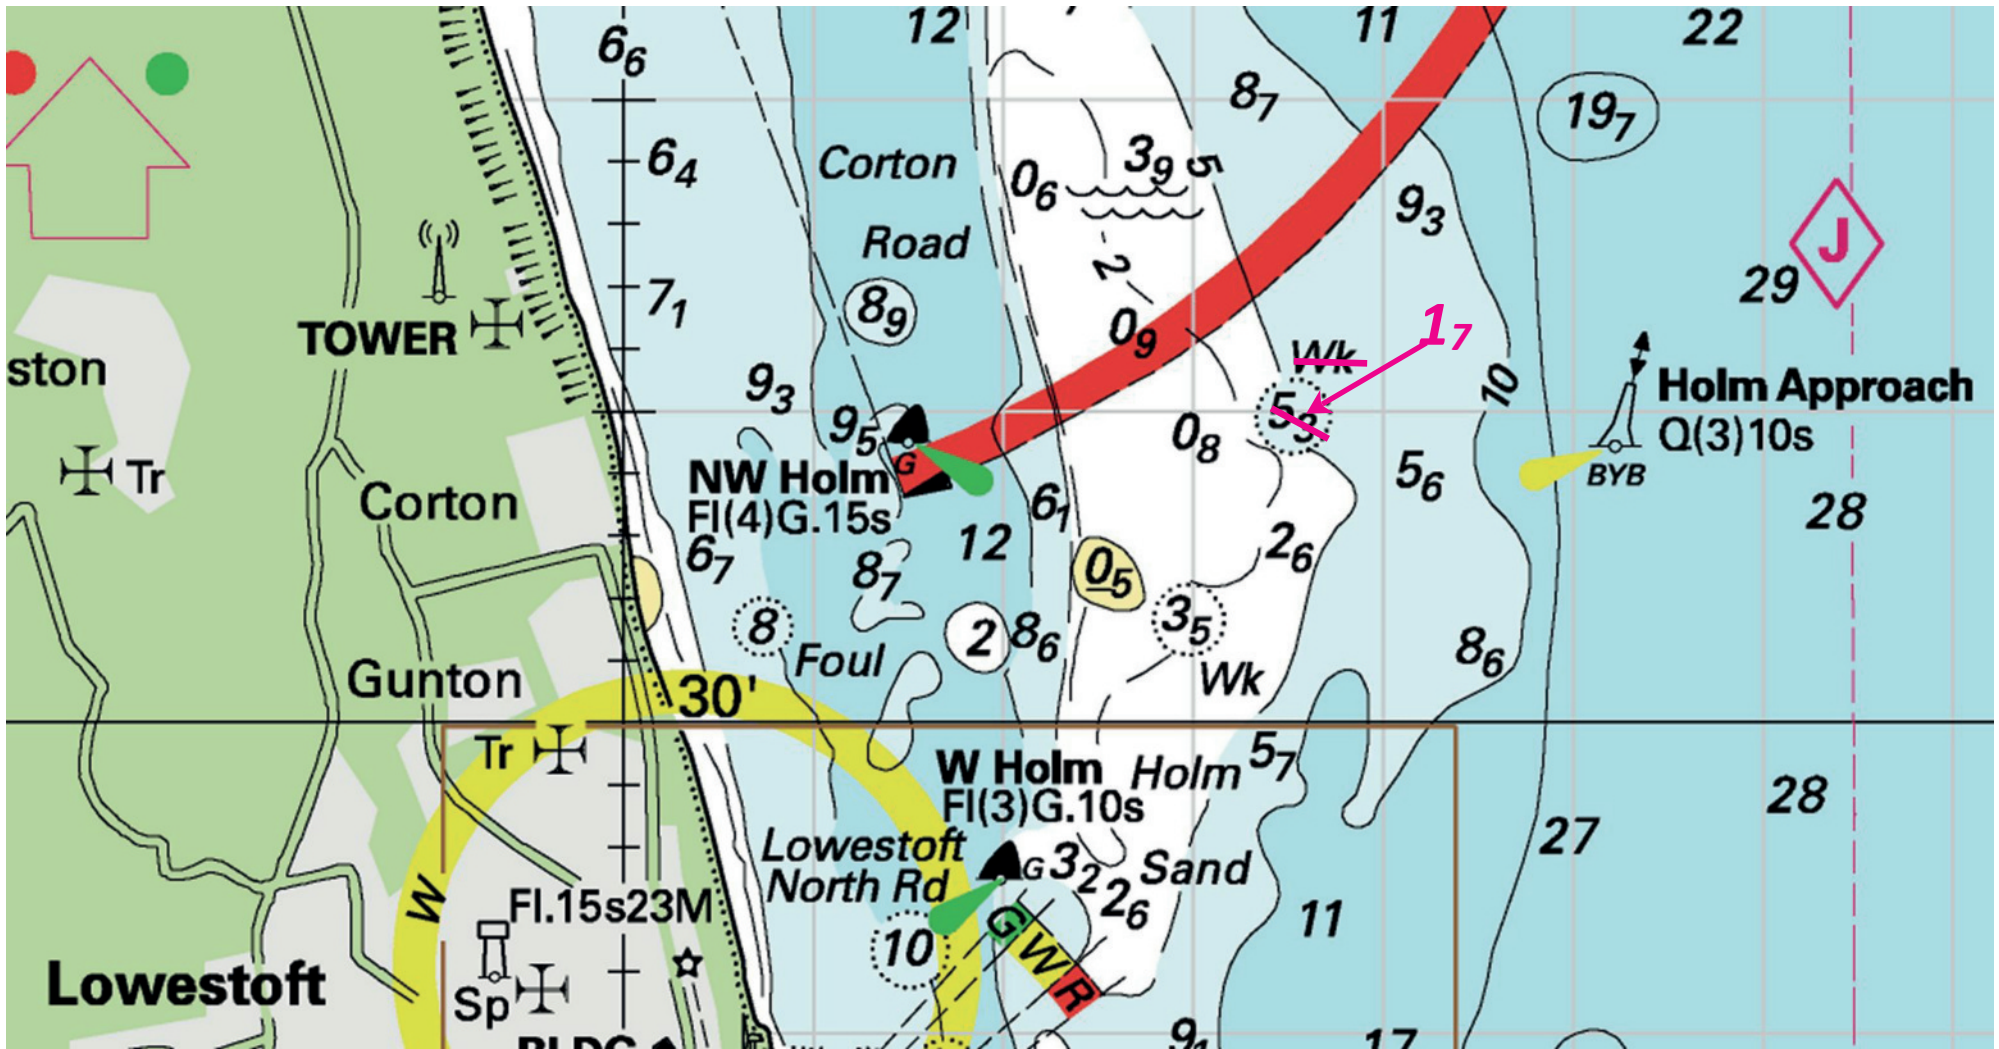 6₆
12
11
22
8₇
19₇
6₄
Corton
Road
0₆
3₉
5
9₃
J
29
2
TOWER
7₁
8₉
0₉
1₇
ston
9₃
Wk
5₃
10
Holm Approach
Q(3)10s
BYB
9₅
G
0₈
Tr
NW Holm
Fl(4)G.15s
Corton
6₁
5₆
28
12
2₆
6₇
8₇
0₅
8
2
8₆
3₅
Foul
8₆
Gunton
Wk
30'
Tr
W Holm
Fl(3)G.10s
Holm
5₇
28
27
Lowestoft
North Rd
G
3₂
Sand
2₆
W
Fl.15s23M
G
W
R
11
10
Lowestoft
Sp
BLDG
9₁
17